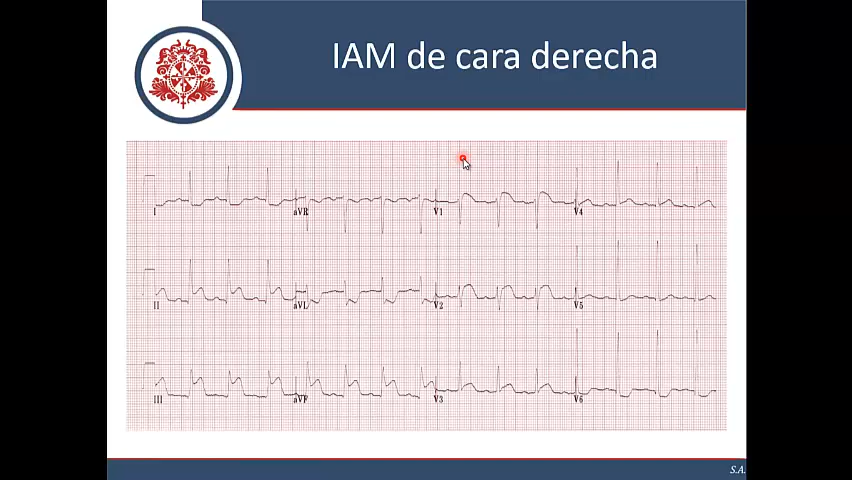 IAM de cara derecha
I aVR V1 V4
II aVL V2 V5
III aVF V3 V6
S.A.